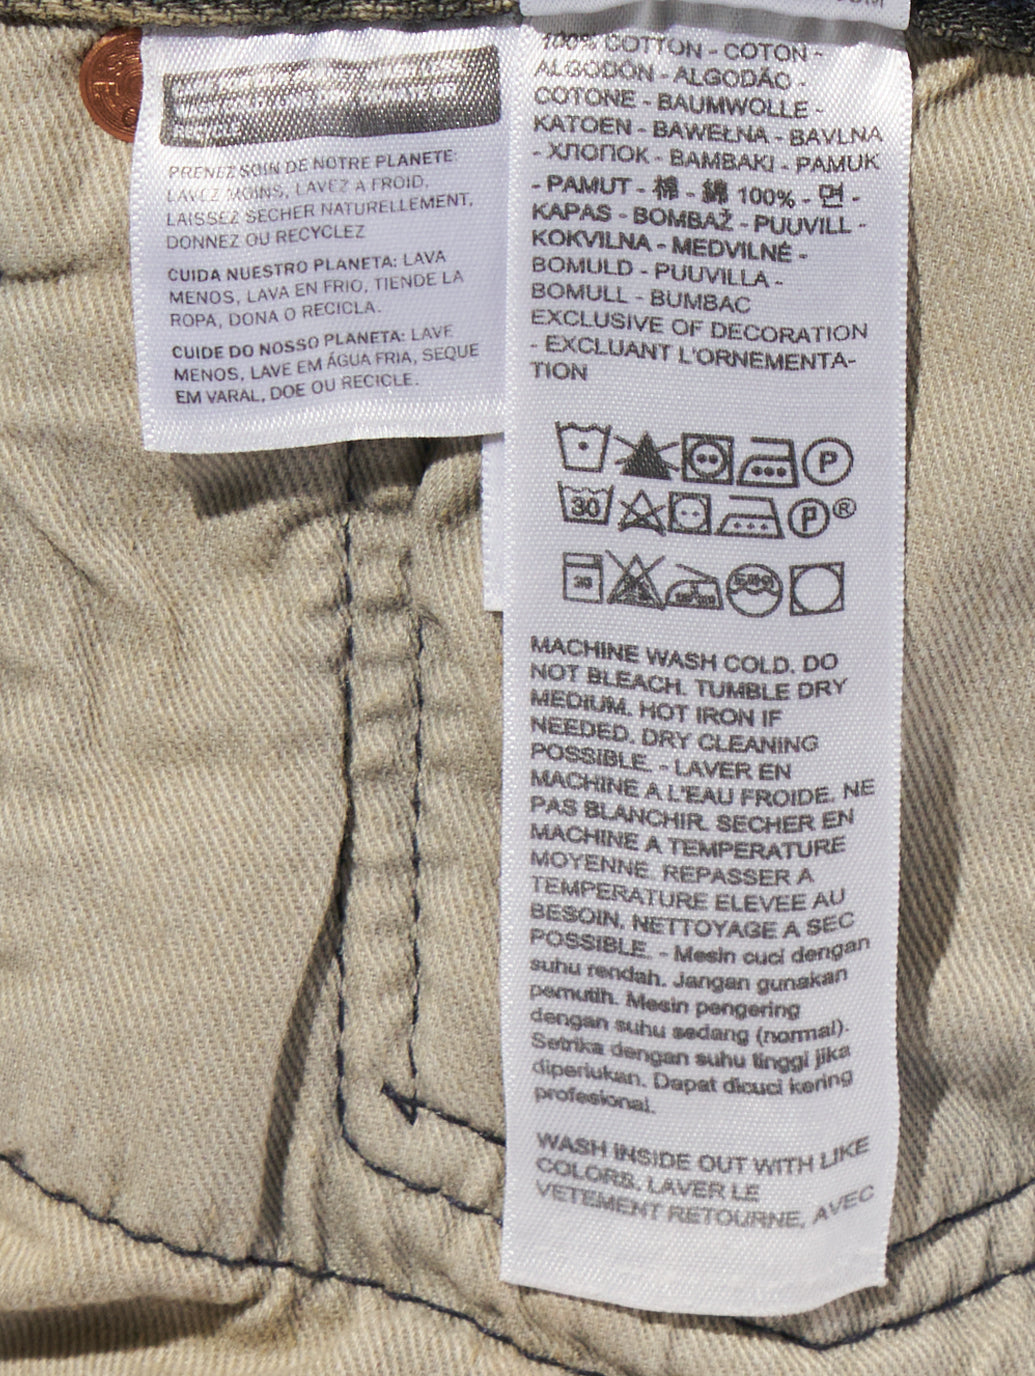 RECYCLE
PRENEZ SOIN DE NOTRE PLANETE:
LAVEZ MOINS, LAVEZ A FROID,
LAISSEZ SECHER NATURELLEMENT,
DONNEZ OU RECYCLEZ
CUIDA NUESTRO PLANETA: LAVA
MENOS, LAVA EN FRIO, TIENDE LA
ROPA, DONA O RECICLA.
CUIDE DO NOSSO PLANETA: LAVE
MENOS, LAVE EM ÁGUA FRIA, SEQUE
EM VARAL, DOE OU RECICLE.
100% COTTON - COTON -
ALGODÓN - ALGODÃO -
COTONE - BAUMWOLLE -
KATOEN - BAWEŁNA - BAVLNA
- ХЛОПОК - BAMBAKI - PAMUK
- PAMUT - 棉 - 綿 100% - 면 -
KAPAS - BOMBAŽ - PUUVILL -
KOKVILNA - MEDVILNĖ -
BOMULD - PUUVILLA -
BOMULL - BUMBAC
EXCLUSIVE OF DECORATION
- EXCLUANT L'ORNEMENTA-
TION
P
30 P ®
30 드라이
MACHINE WASH COLD. DO
NOT BLEACH. TUMBLE DRY
MEDIUM. HOT IRON IF
NEEDED. DRY CLEANING
POSSIBLE. - LAVER EN
MACHINE A L'EAU FROIDE. NE
PAS BLANCHIR. SECHER EN
MACHINE A TEMPERATURE
MOYENNE. REPASSER A
TEMPERATURE ELEVEE AU
BESOIN. NETTOYAGE A SEC
POSSIBLE. - Mesin cuci dengan
suhu rendah. Jangan gunakan
pemutih. Mesin pengering
dengan suhu sedang (normal).
Setrika dengan suhu tinggi jika
diperlukan. Dapat dicuci kering
profesional.
WASH INSIDE OUT WITH LIKE
COLORS. LAVER LE
VETEMENT RETOURNE, AVEC